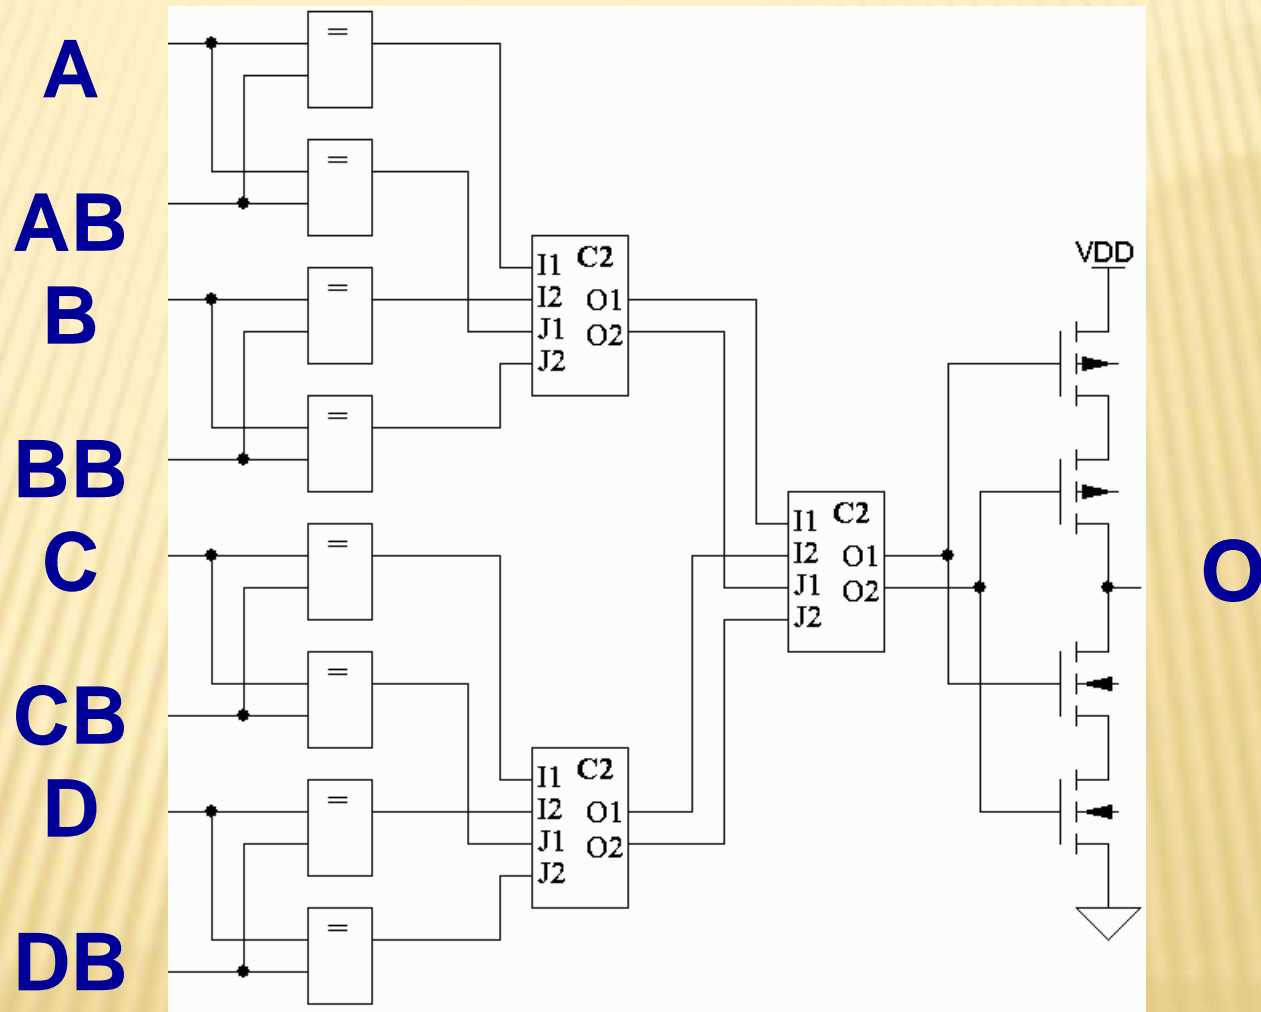 A
AB
B
BB
C
CB
D
DB
=
=
=
=
=
=
=
=
C2
I1
I2
J1
J2
O1
O2
C2
I1
I2
J1
J2
O1
O2
C2
I1
I2
J1
J2
O1
O2
VDD
O